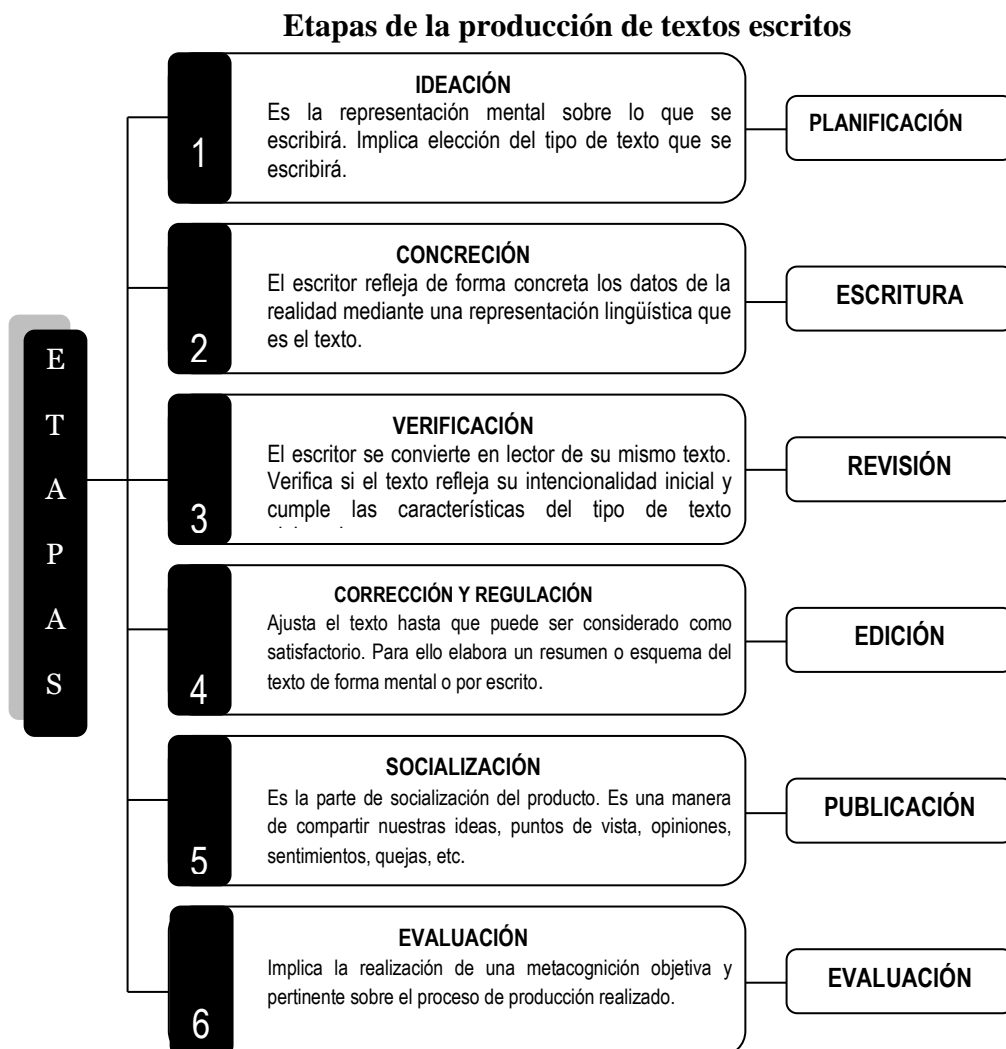 Etapas de la producción de textos escritos
ETAPAS
1
IDEACIÓN
Es la representación mental sobre lo que se
escribirá. Implica elección del tipo de texto que se
escribirá.
PLANIFICACIÓN
2
CONCRECIÓN
El escritor refleja de forma concreta los datos de la
realidad mediante una representación lingüística que
es el texto.
ESCRITURA
3
VERIFICACIÓN
El escritor se convierte en lector de su mismo texto.
Verifica si el texto refleja su intencionalidad inicial y
cumple las características del tipo de texto
REVISIÓN
4
CORRECCIÓN Y REGULACIÓN
Ajusta el texto hasta que puede ser considerado como
satisfactorio. Para ello elabora un resumen o esquema del
texto de forma mental o por escrito.
EDICIÓN
5
SOCIALIZACIÓN
Es la parte de socialización del producto. Es una manera
de compartir nuestras ideas, puntos de vista, opiniones,
sentimientos, quejas, etc.
PUBLICACIÓN
6
EVALUACIÓN
Implica la realización de una metacognición objetiva y
pertinente sobre el proceso de producción realizado.
EVALUACIÓN